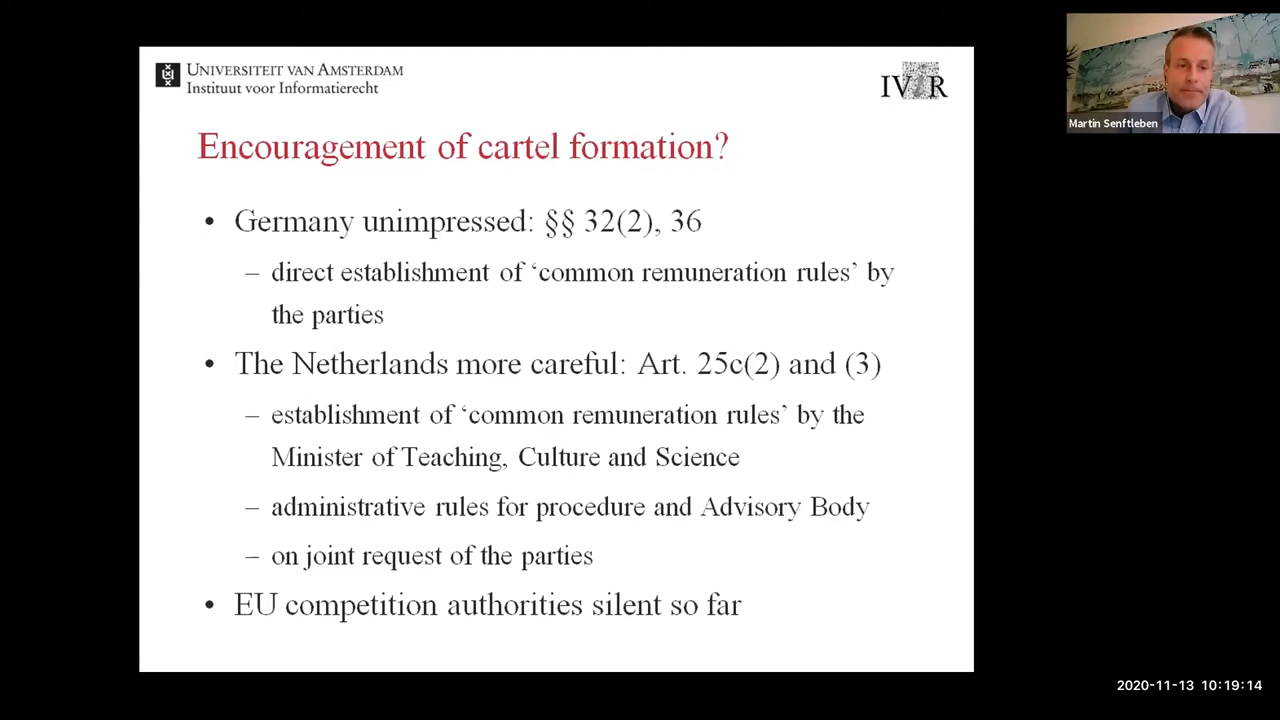 UNIVERSITEIT VAN AMSTERDAM
Instituut voor Informatierecht
IViR
Martin Senftleben
Encouragement of cartel formation?
• Germany unimpressed: §§ 32(2), 36
– direct establishment of ‘common remuneration rules’ by
the parties
• The Netherlands more careful: Art. 25c(2) and (3)
– establishment of ‘common remuneration rules’ by the
Minister of Teaching, Culture and Science
– administrative rules for procedure and Advisory Body
– on joint request of the parties
• EU competition authorities silent so far
2020-11-13 10:19:14